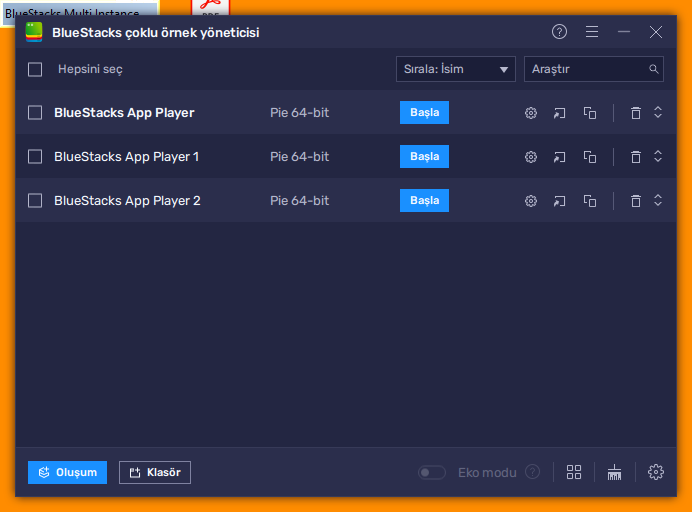 BlueStacks Multi Instance
PDF
BlueStacks çoklu örnek yöneticisi
Hepsini seç
Sırala: İsim
Araştır
BlueStacks App Player
Pie 64-bit
Başla
BlueStacks App Player 1
Pie 64-bit
Başla
BlueStacks App Player 2
Pie 64-bit
Başla
Oluşum
Klasör
Eko modu